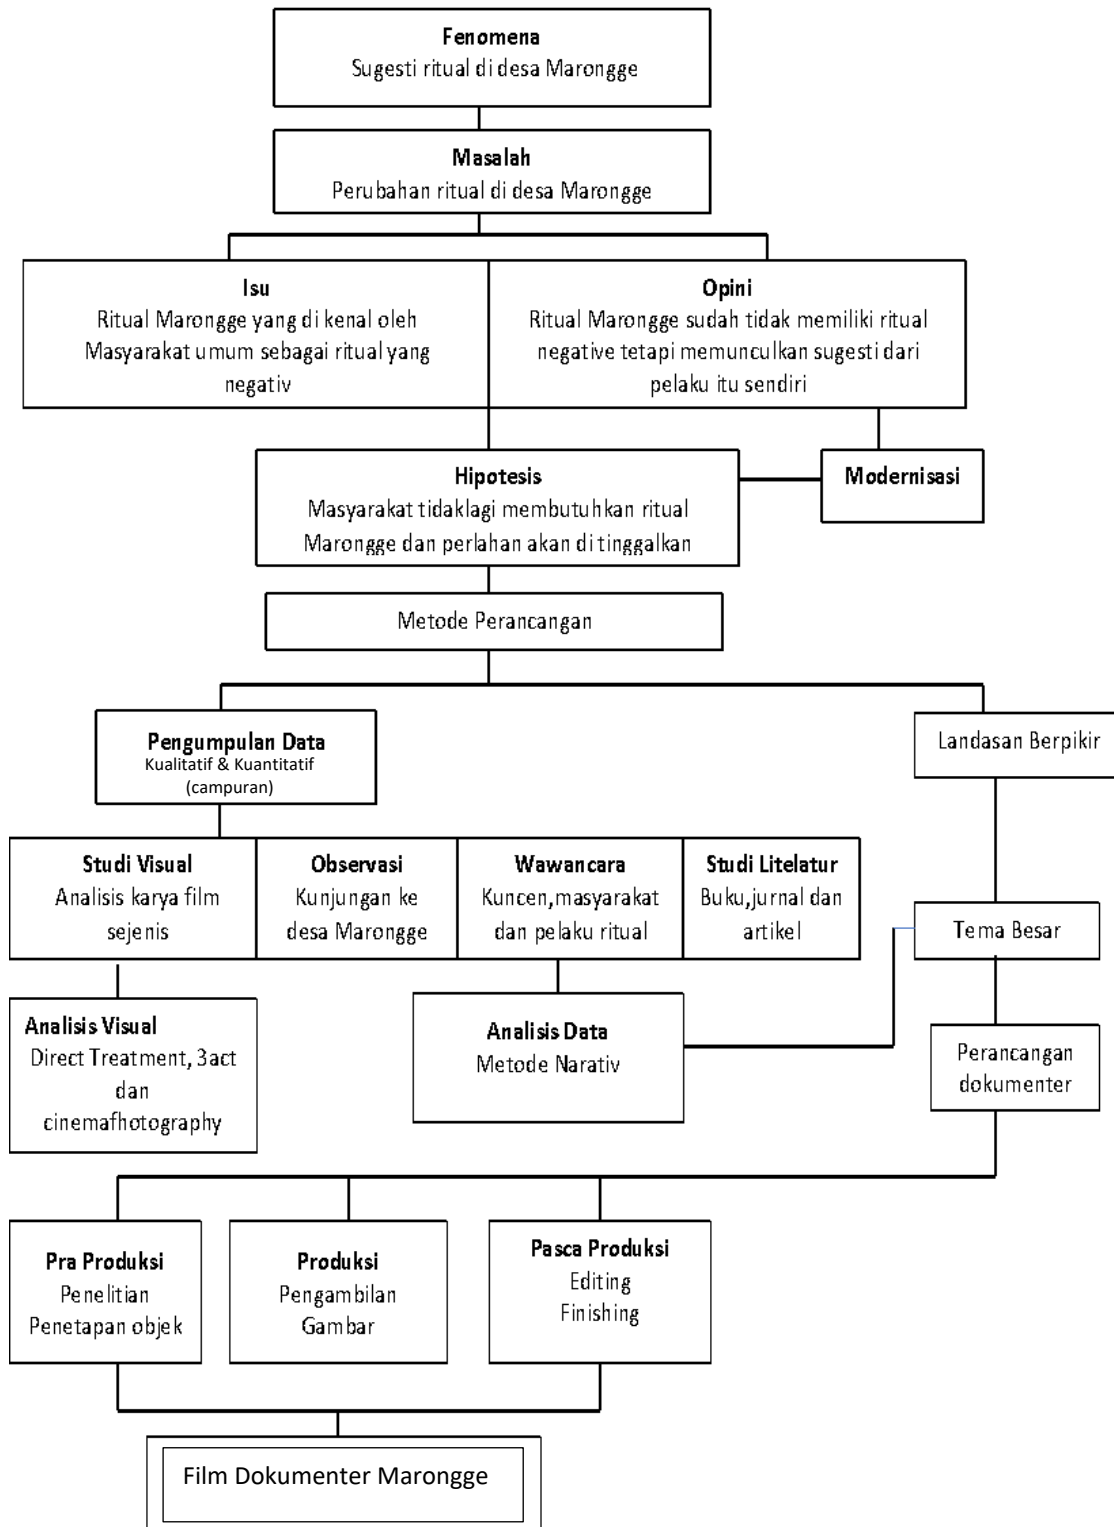 Fenomena
Sugesti ritual di desa Marongge
Masalah
Perubahan ritual di desa Marongge
Isu
Ritual Marongge yang di kenal oleh
Masyarakat umum sebagai ritual yang
negativ
Opini
Ritual Marongge sudah tidak memiliki ritual
negative tetapi memunculkan sugesti dari
pelaku itu sendiri
Hipotesis
Masyarakat tidaklagi membutuhkan ritual
Marongge dan perlahan akan di tinggalkan
Modernisasi
Metode Perancangan
Pengumpulan Data
Kualitatif & Kuantitatif
(campuran)
Landasan Berpikir
Studi Visual
Analisis karya film
sejenis
Observasi
Kunjungan ke
desa Marongge
Wawancara
Kuncen,masyarakat
dan pelaku ritual
Studi Litelatur
Buku,jurnal dan
artikel
Tema Besar
Analisis Visual
Direct Treatment, 3act
dan
cinemafhotography
Analisis Data
Metode Narativ
Perancangan
dokumenter
Pra Produksi
Penelitian
Penetapan objek
Produksi
Pengambilan
Gambar
Pasca Produksi
Editing
Finishing
Film Dokumenter Marongge